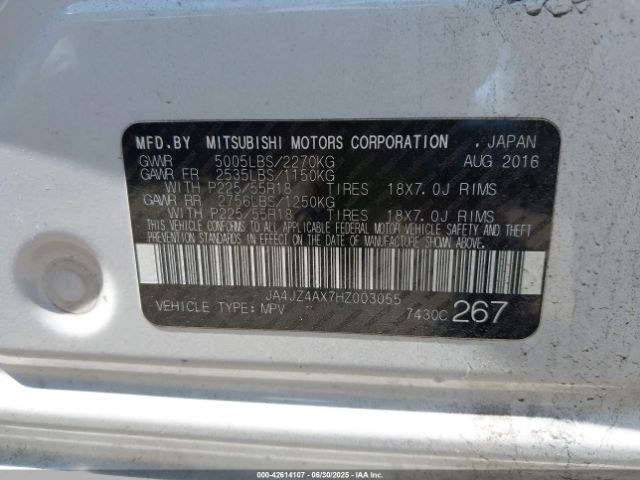 MFD.BY MITSUBISHI MOTORS CORPORATION , JAPAN
GVWR 5005LBS/2270KG AUG 2016
GAWR FR 2535LBS/1150KG
WITH P225/55R18 TIRES 18X7.0J RIMS
GAWR RR 2756LBS/1250KG
WITH P225/55R18 TIRES 18X7.0J RIMS
THIS VEHICLE CONFORMS TO ALL APPLICABLE FEDERAL MOTOR VEHICLE SAFETY AND THEFT
PREVENTION STANDARDS IN EFFECT ON THE DATE OF MANUFACTURE SHOWN ABOVE.
JA4JZ4AX7HZ003055
VEHICLE TYPE: MPV 7430C 267
000-42614107 - 06/30/2025 - IAAI.COM